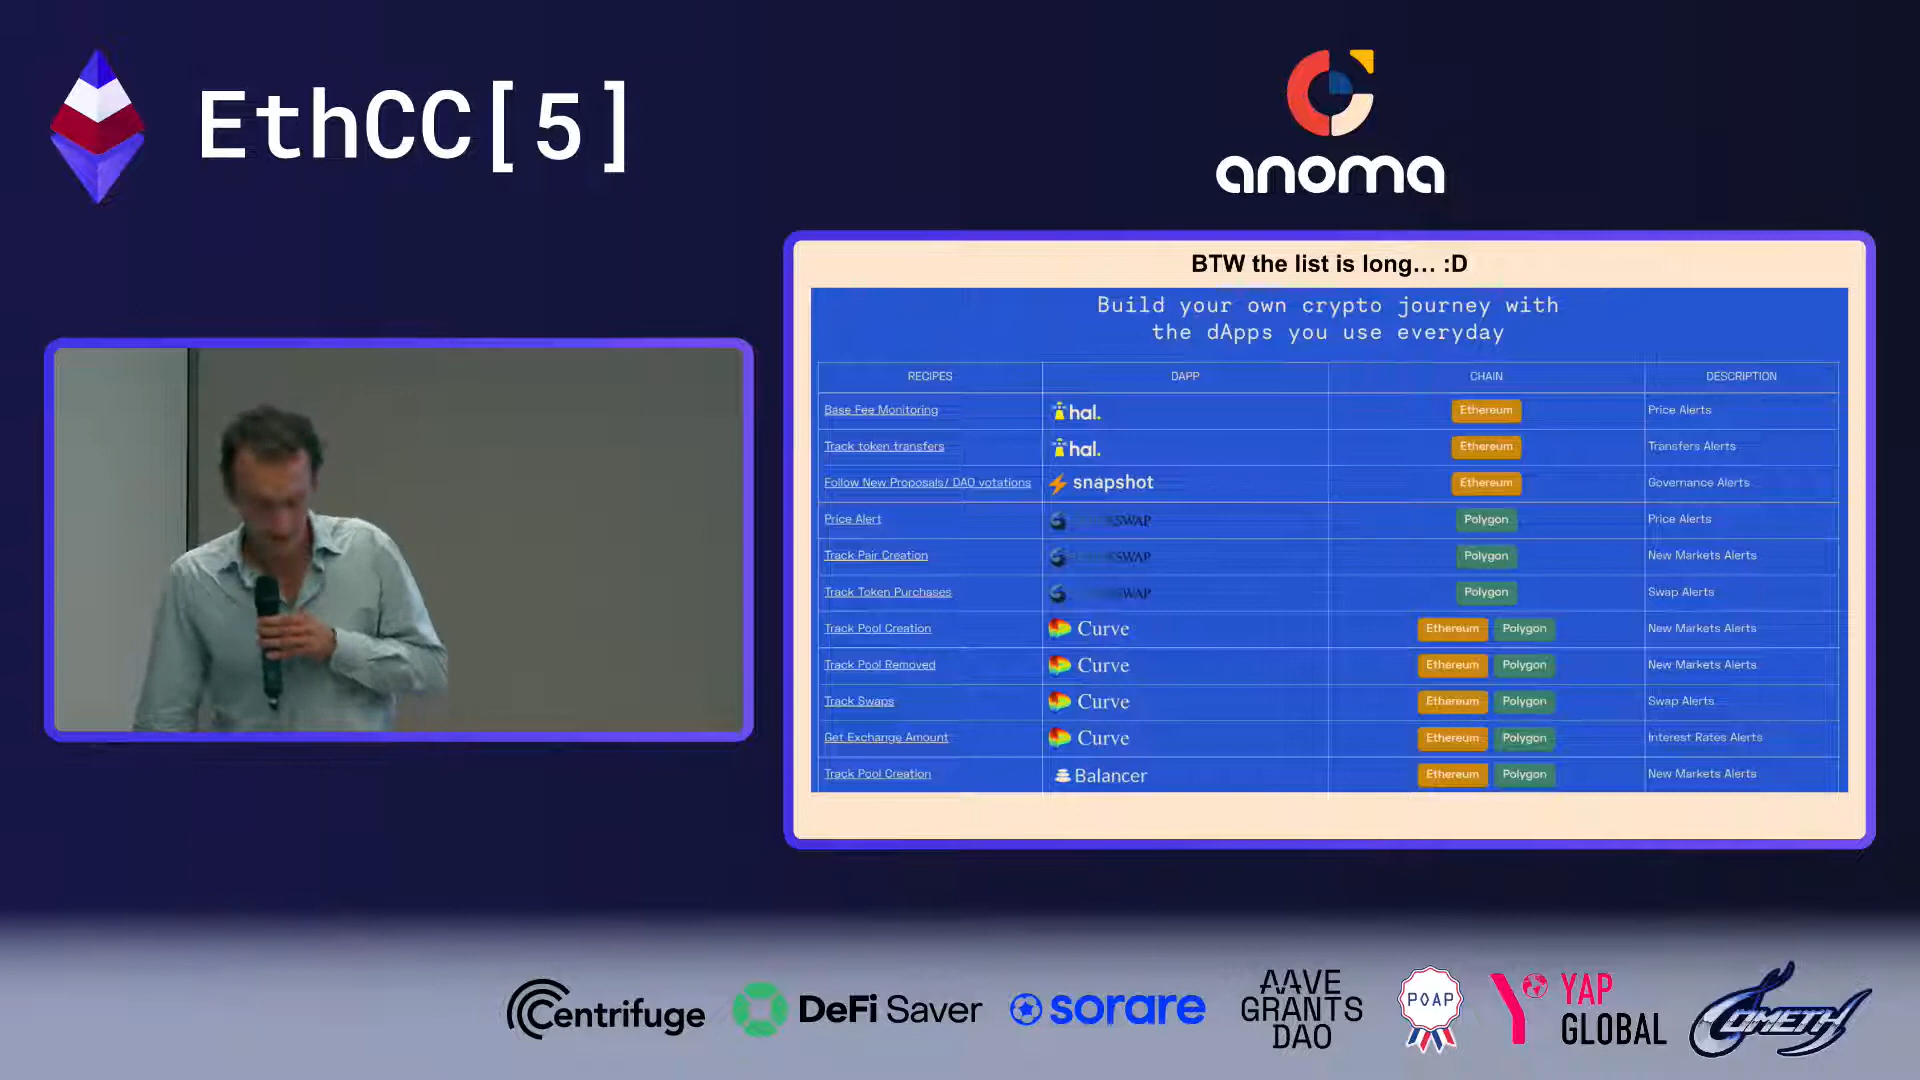 EthCC[5]
anoma
BTW the list is long... :D
Build your own crypto journey with
the dApps you use everyday
RECIPES DAPP CHAIN DESCRIPTION
Base Fee Monitoring hal. Ethereum Price Alerts
Track token transfers hal. Ethereum Transfers Alerts
Follow New Proposals/ DAO votations snapshot Ethereum Governance Alerts
Price Alert Polygon Price Alerts
Track Pair Creation Polygon New Markets Alerts
Track Token Purchases Polygon Swap Alerts
Track Pool Creation Curve Ethereum Polygon New Markets Alerts
Track Pool Removed Curve Ethereum Polygon New Markets Alerts
Track Swaps Curve Ethereum Polygon Swap Alerts
Get Exchange Amount Curve Ethereum Polygon Interest Rates Alerts
Track Pool Creation Balancer Ethereum Polygon New Markets Alerts
Centrifuge
DeFi Saver
sorare
AAVE
GRANTS
DAO
POAP
YAP
GLOBAL
COMETH